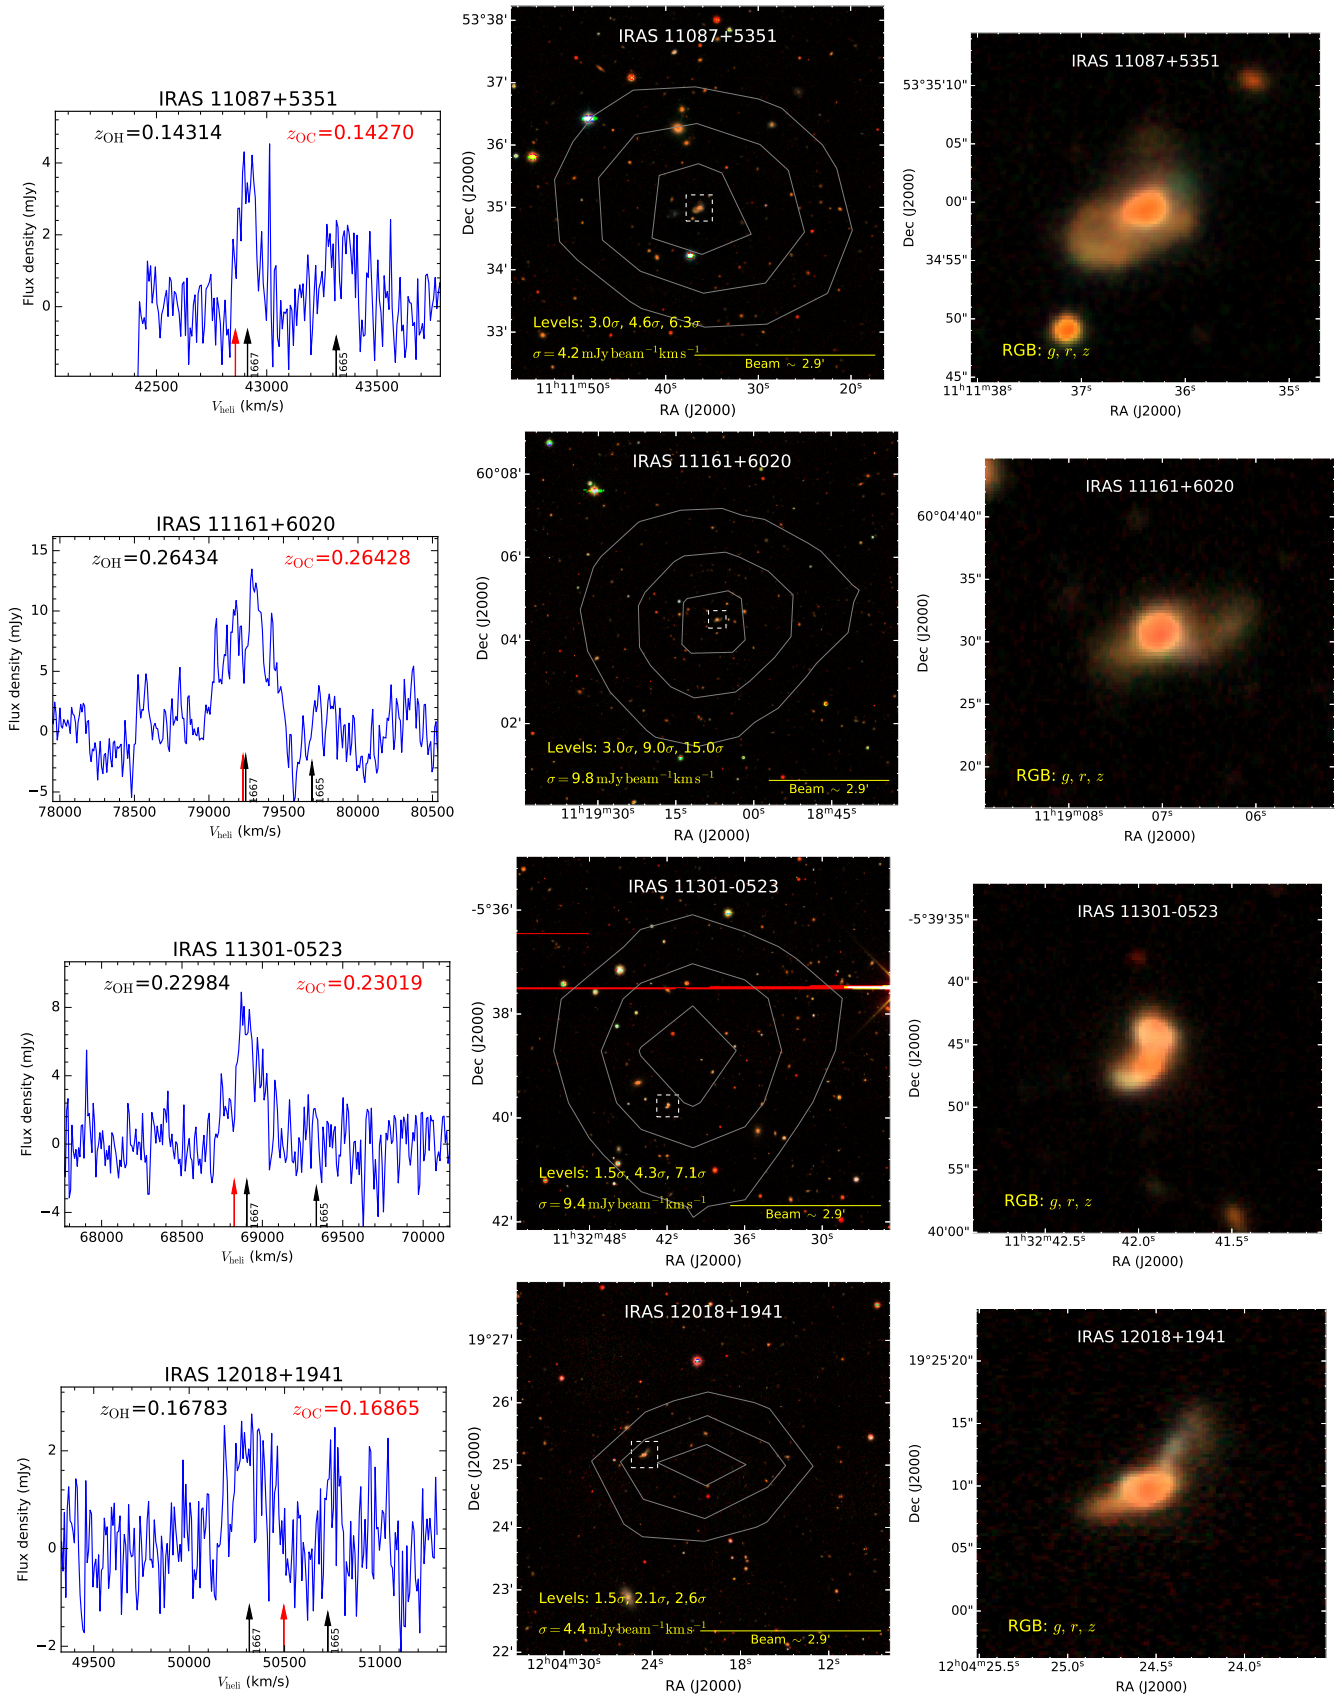 IRAS 11087+5351
z_OH=0.14314 z_OC=0.14270
Flux density (mJy)
4
2
0
1667
1665
42500 43000 43500
V_heli (km/s)
IRAS 11087+5351
Dec (J2000)
53°38'
37'
36'
35'
34'
33'
Levels: 3.0σ, 4.6σ, 6.3σ
σ=4.2 mJy beam⁻¹ km s⁻¹
Beam ∼ 2.9'
11ʰ11ᵐ50ˢ 40ˢ 30ˢ 20ˢ
RA (J2000)
IRAS 11087+5351
Dec (J2000)
53°35'10"
05"
00"
34'55"
50"
45"
RGB: g, r, z
11ʰ11ᵐ38ˢ 37ˢ 36ˢ 35ˢ
RA (J2000)
IRAS 11161+6020
z_OH=0.26434 z_OC=0.26428
Flux density (mJy)
15
10
5
0
−5
1667
1665
78000 78500 79000 79500 80000 80500
V_heli (km/s)
IRAS 11161+6020
Dec (J2000)
60°08'
06'
04'
02'
Levels: 3.0σ, 9.0σ, 15.0σ
σ=9.8 mJy beam⁻¹ km s⁻¹
Beam ∼ 2.9'
11ʰ19ᵐ30ˢ 15ˢ 00ˢ 18ᵐ45ˢ
RA (J2000)
IRAS 11161+6020
Dec (J2000)
60°04'40"
35"
30"
25"
20"
RGB: g, r, z
11ʰ19ᵐ08ˢ 07ˢ 06ˢ
RA (J2000)
IRAS 11301-0523
z_OH=0.22984 z_OC=0.23019
Flux density (mJy)
8
4
0
−4
1667
1665
68000 68500 69000 69500 70000
V_heli (km/s)
IRAS 11301-0523
Dec (J2000)
-5°36'
38'
40'
42'
Levels: 1.5σ, 4.3σ, 7.1σ
σ=9.4 mJy beam⁻¹ km s⁻¹
Beam ∼ 2.9'
11ʰ32ᵐ48ˢ 42ˢ 36ˢ 30ˢ
RA (J2000)
IRAS 11301-0523
Dec (J2000)
-5°39'35"
40"
45"
50"
55"
40'00"
RGB: g, r, z
11ʰ32ᵐ42.5ˢ 42.0ˢ 41.5ˢ
RA (J2000)
IRAS 12018+1941
z_OH=0.16783 z_OC=0.16865
Flux density (mJy)
2
0
−2
1667
1665
49500 50000 50500 51000
V_heli (km/s)
IRAS 12018+1941
Dec (J2000)
19°27'
26'
25'
24'
23'
22'
Levels: 1.5σ, 2.1σ, 2.6σ
σ=4.4 mJy beam⁻¹ km s⁻¹
Beam ∼ 2.9'
12ʰ04ᵐ30ˢ 24ˢ 18ˢ 12ˢ
RA (J2000)
IRAS 12018+1941
Dec (J2000)
19°25'20"
15"
10"
05"
00"
RGB: g, r, z
12ʰ04ᵐ25.5ˢ 25.0ˢ 24.5ˢ 24.0ˢ
RA (J2000)